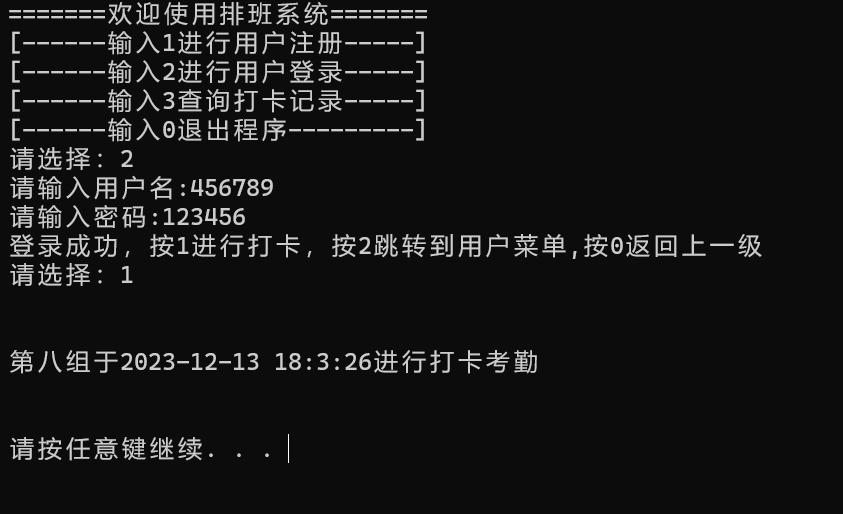 =======欢迎使用排班系统=======
[------输入1进行用户注册-----]
[------输入2进行用户登录-----]
[------输入3查询打卡记录-----]
[------输入0退出程序---------]
请选择：2
请输入用户名:456789
请输入密码:123456
登录成功，按1进行打卡，按2跳转到用户菜单,按0返回上一级
请选择：1
第八组于2023-12-13 18:3:26进行打卡考勤
请按任意键继续. . .